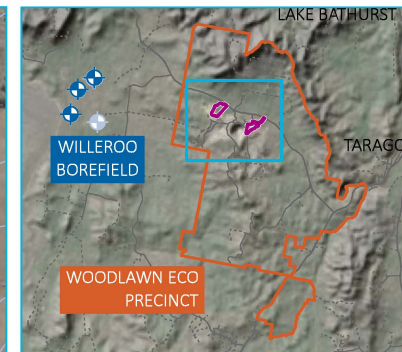 LAKE BATHURST
TARAGO
WILLEROO
BOREFIELD
WOODLAWN ECO
PRECINCT